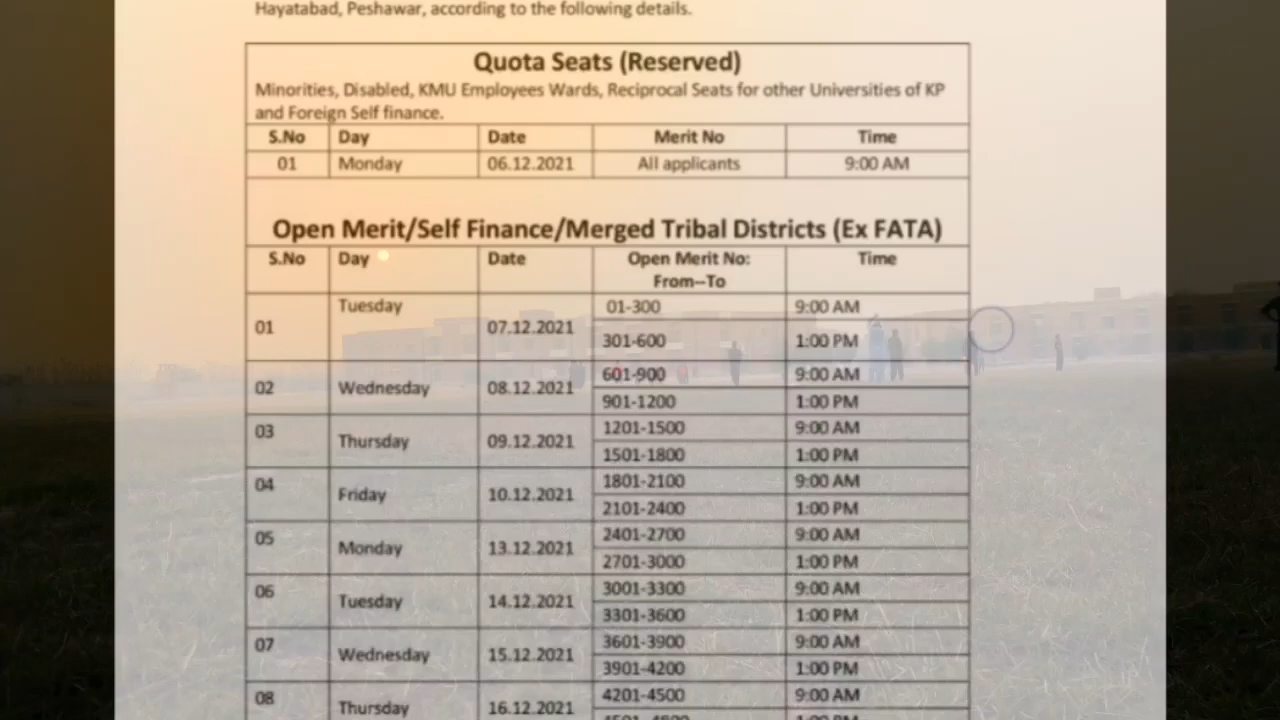 Hayatabad, Peshawar, according to the following details.
Quota Seats (Reserved)
Minorities, Disabled, KMU Employees Wards, Reciprocal Seats for other Universities of KP
and Foreign Self finance.
S.No Day Date Merit No Time
01 Monday 06.12.2021 All applicants 9:00 AM
Open Merit/Self Finance/Merged Tribal Districts (Ex FATA)
S.No Day Date Open Merit No: Time
From--To
01 Tuesday 07.12.2021 01-300 9:00 AM
301-600 1:00 PM
02 Wednesday 08.12.2021 601-900 9:00 AM
901-1200 1:00 PM
03 Thursday 09.12.2021 1201-1500 9:00 AM
1501-1800 1:00 PM
04 Friday 10.12.2021 1801-2100 9:00 AM
2101-2400 1:00 PM
05 Monday 13.12.2021 2401-2700 9:00 AM
2701-3000 1:00 PM
06 Tuesday 14.12.2021 3001-3300 9:00 AM
3301-3600 1:00 PM
07 Wednesday 15.12.2021 3601-3900 9:00 AM
3901-4200 1:00 PM
08 Thursday 16.12.2021 4201-4500 9:00 AM